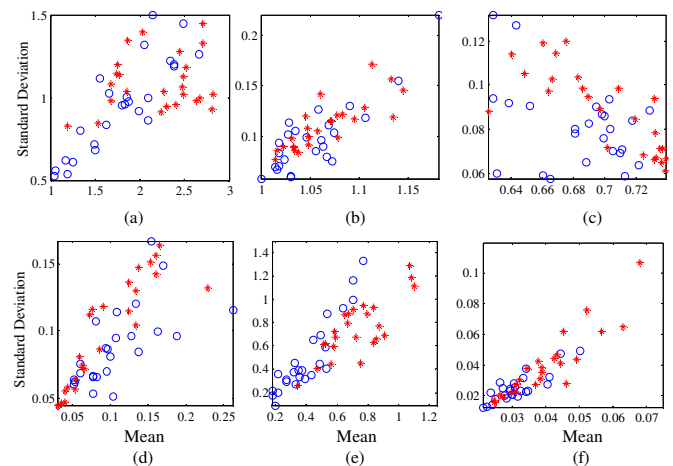 1.5
1
0.5
1 1.5 2 2.5 3
Standard Deviation
(a)
0.2
0.15
0.1
1 1.05 1.1 1.15
(b)
0.12
0.1
0.08
0.06
0.64 0.66 0.68 0.7 0.72
(c)
0.15
0.1
0.05
0.05 0.1 0.15 0.2 0.25
Standard Deviation
Mean
(d)
1.4
1.2
1
0.8
0.6
0.4
0.2
0.2 0.4 0.6 0.8 1 1.2
Mean
(e)
0.1
0.08
0.06
0.04
0.02
0.03 0.04 0.05 0.06 0.07
Mean
(f)